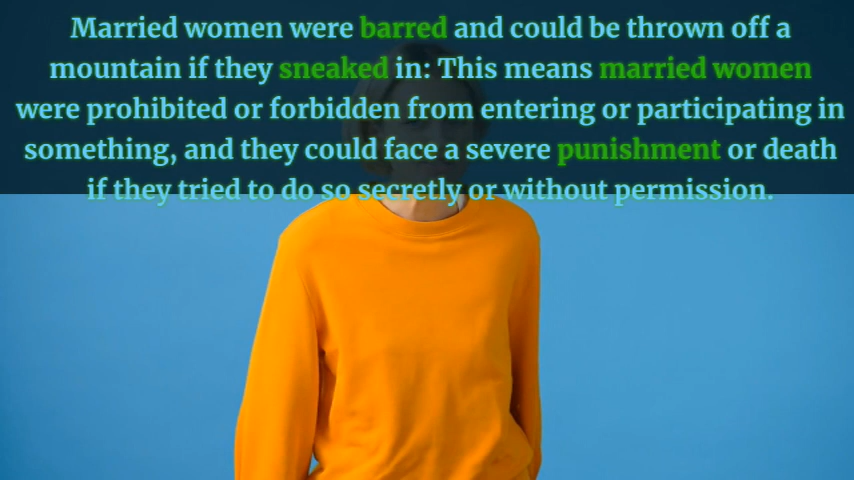 Married women were barred and could be thrown off a
mountain if they sneaked in: This means married women
were prohibited or forbidden from entering or participating in
something, and they could face a severe punishment or death
if they tried to do so secretly or without permission.